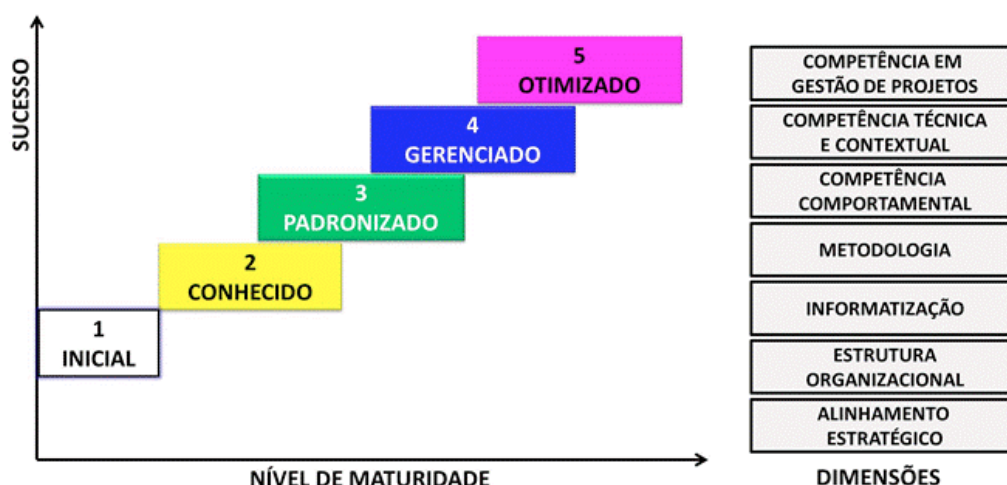 SUCESSO
5
OTIMIZADO
4
GERENCIADO
3
PADRONIZADO
2
CONHECIDO
1
INICIAL
NÍVEL DE MATURIDADE
COMPETÊNCIA EM
GESTÃO DE PROJETOS
COMPETÊNCIA TÉCNICA
E CONTEXTUAL
COMPETÊNCIA
COMPORTAMENTAL
METODOLOGIA
INFORMATIZAÇÃO
ESTRUTURA
ORGANIZACIONAL
ALINHAMENTO
ESTRATÉGICO
DIMENSÕES